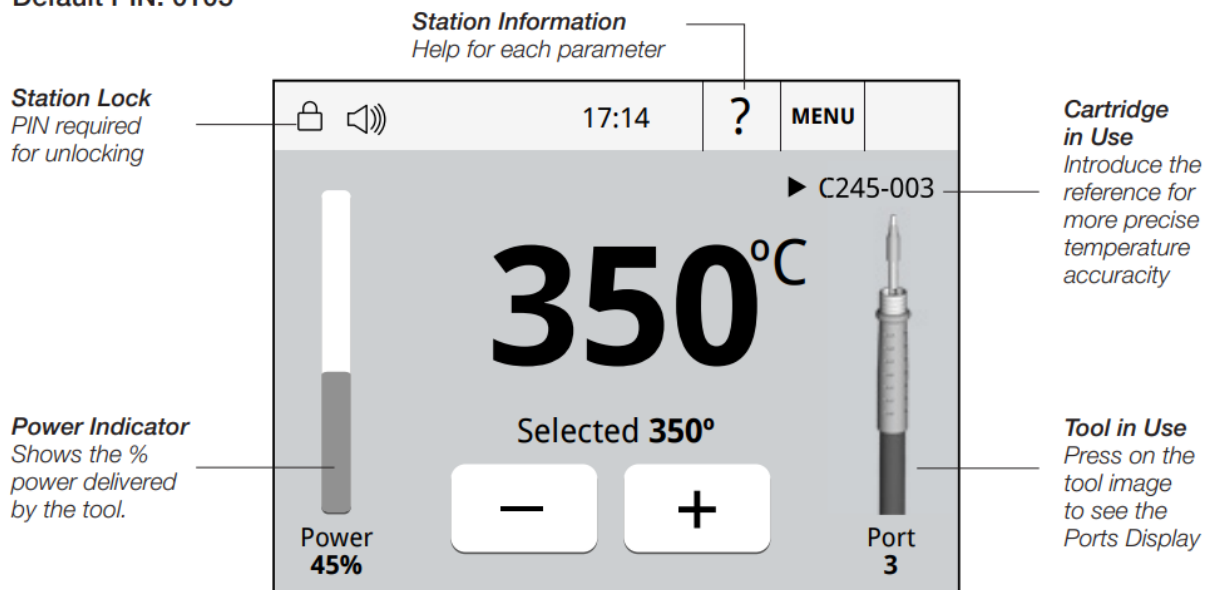 Default PIN: 0105
Station Information
Help for each parameter
Station Lock
PIN required
for unlocking
17:14
?
MENU
Cartridge
in Use
Introduce the
reference for
more precise
temperature
accuracity
C245-003
350ºC
Selected 350º
Power Indicator
Shows the %
power delivered
by the tool.
Power
45%
−
+
Port
3
Tool in Use
Press on the
tool image
to see the
Ports Display